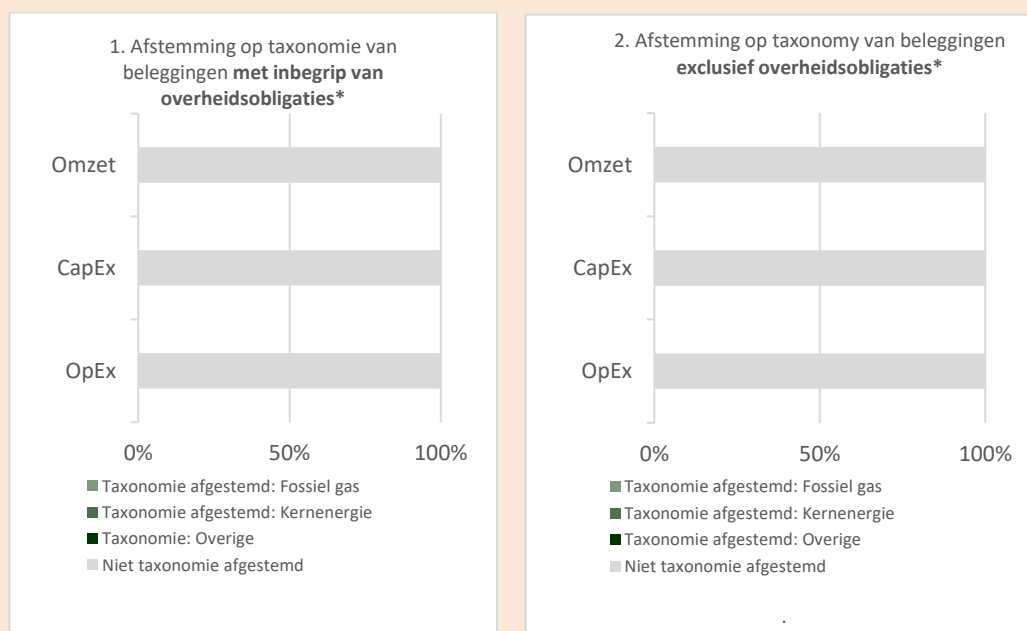 1. Afstemming op taxonomie van
beleggingen met inbegrip van
overheidsobligaties*
Omzet
CapEx
OpEx
0% 50% 100%
Taxonomie afgestemd: Fossiel gas
Taxonomie afgestemd: Kernenergie
Taxonomie: Overige
Niet taxonomie afgestemd
2. Afstemming op taxonomy van beleggingen
exclusief overheidsobligaties*
Omzet
CapEx
OpEx
0% 50% 100%
Taxonomie afgestemd: Fossiel gas
Taxonomie afgestemd: Kernenergie
Taxonomie afgestemd: Overige
Niet taxonomie afgestemd
.